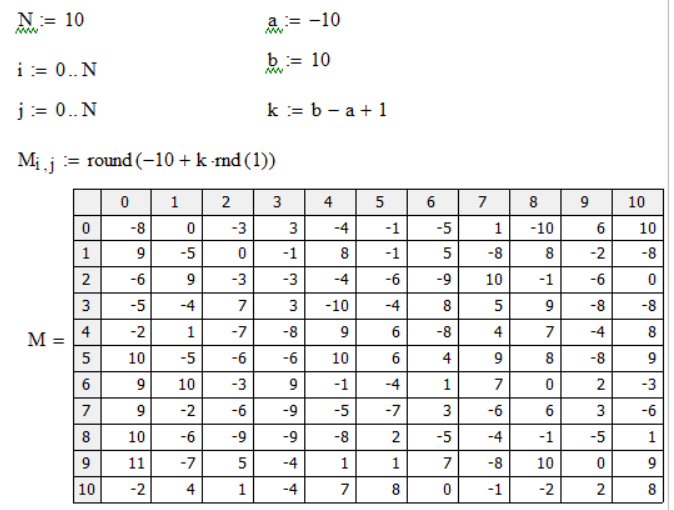 N := 10 a := −10
i := 0.. N b := 10
j := 0.. N k := b − a + 1
M i , j := round(−10 + k ·rnd(1))
0 1 2 3 4 5 6 7 8 9 10
0 -8 0 -3 3 -4 -1 -5 1 -10 6 10
1 9 -5 0 -1 8 -1 5 -8 8 -2 -8
2 -6 9 -3 -3 -4 -6 -9 10 -1 -6 0
3 -5 -4 7 3 -10 -4 8 5 9 -8 -8
M = 4 -2 1 -7 -8 9 6 -8 4 7 -4 8
5 10 -5 -6 -6 10 6 4 9 8 -8 9
6 9 10 -3 9 -1 -4 1 7 0 2 -3
7 9 -2 -6 -9 -5 -7 3 -6 6 3 -6
8 10 -6 -9 -9 -8 2 -5 -4 -1 -5 1
9 11 -7 5 -4 1 1 7 -8 10 0 9
10 -2 4 1 -4 7 8 0 -1 -2 2 8